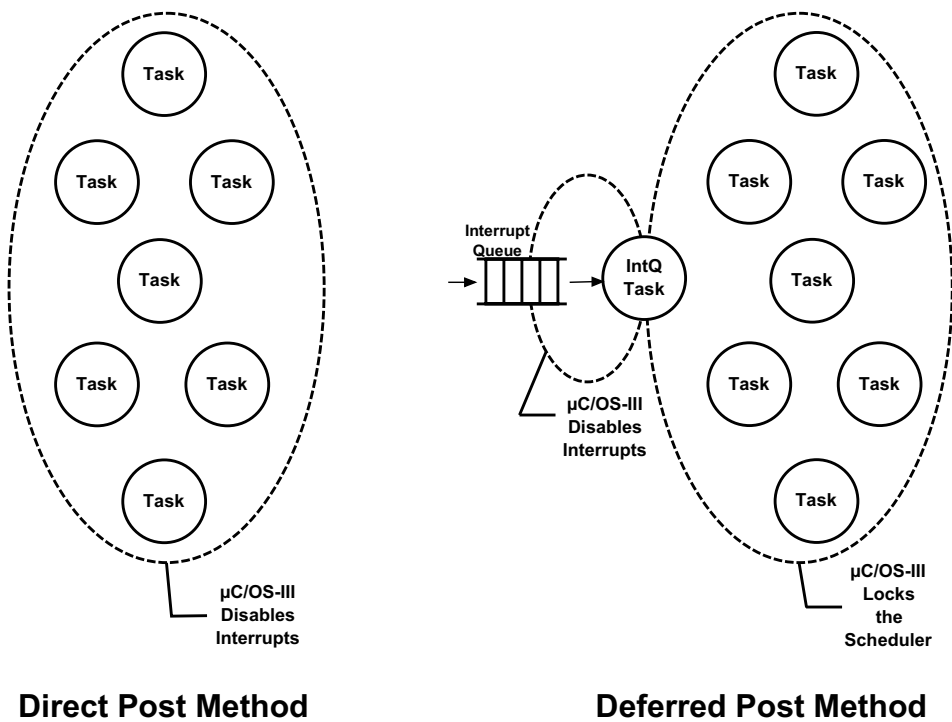 Task
Task
Task
Task
Task
Task
Task
µC/OS-III
Disables
Interrupts
Direct Post Method
Interrupt
Queue
IntQ
Task
µC/OS-III
Disables
Interrupts
Task
Task
Task
Task
Task
Task
Task
µC/OS-III
Locks
the
Scheduler
Deferred Post Method